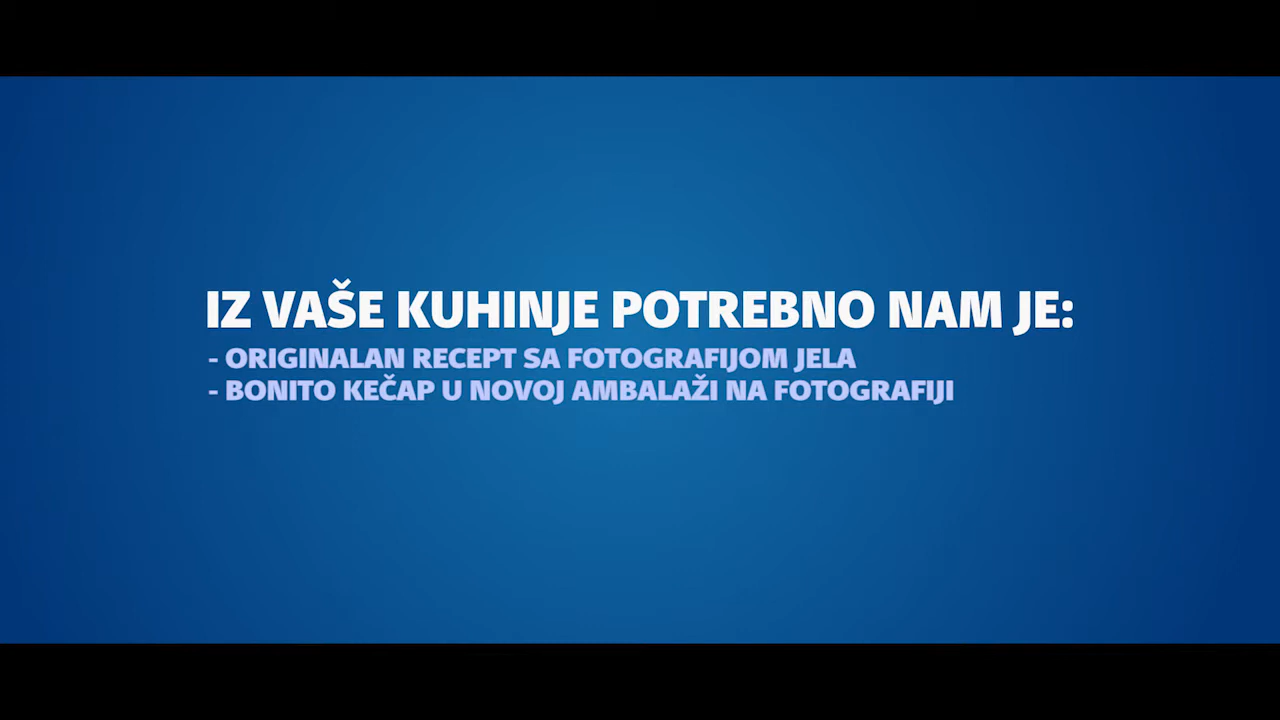 IZ VAŠE KUHINJE POTREBNO NAM JE:
- ORIGINALAN RECEPT SA FOTOGRAFIJOM JELA
- BONITO KEČAP U NOVOJ AMBALAŽI NA FOTOGRAFIJI